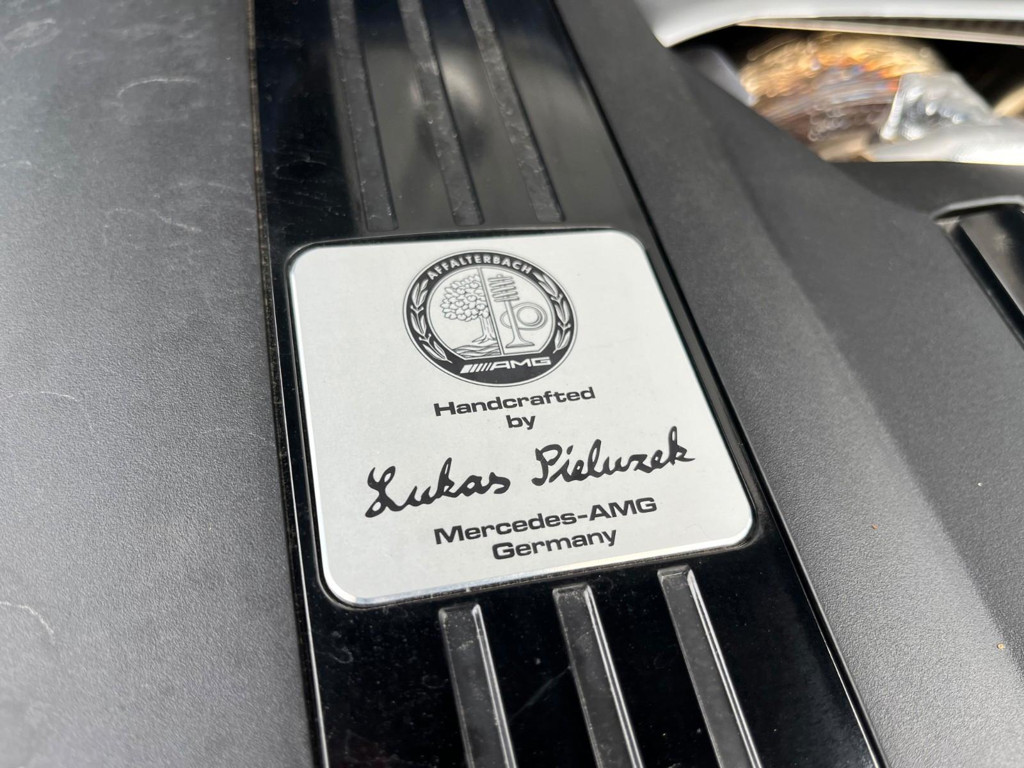 AFFALTERBACH
AMG
Handcrafted
by
Lukas Pieluzek
Mercedes-AMG
Germany